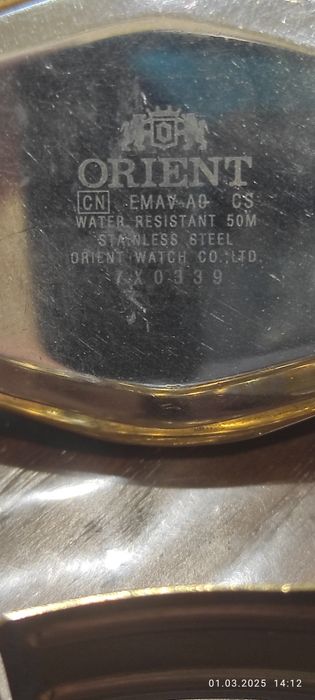 ORIENT
CN EMAV-A0 CS
WATER RESISTANT 50M
STAINLESS STEEL
ORIENT WATCH CO.,LTD.
7X0339
01.03.2025 14:12